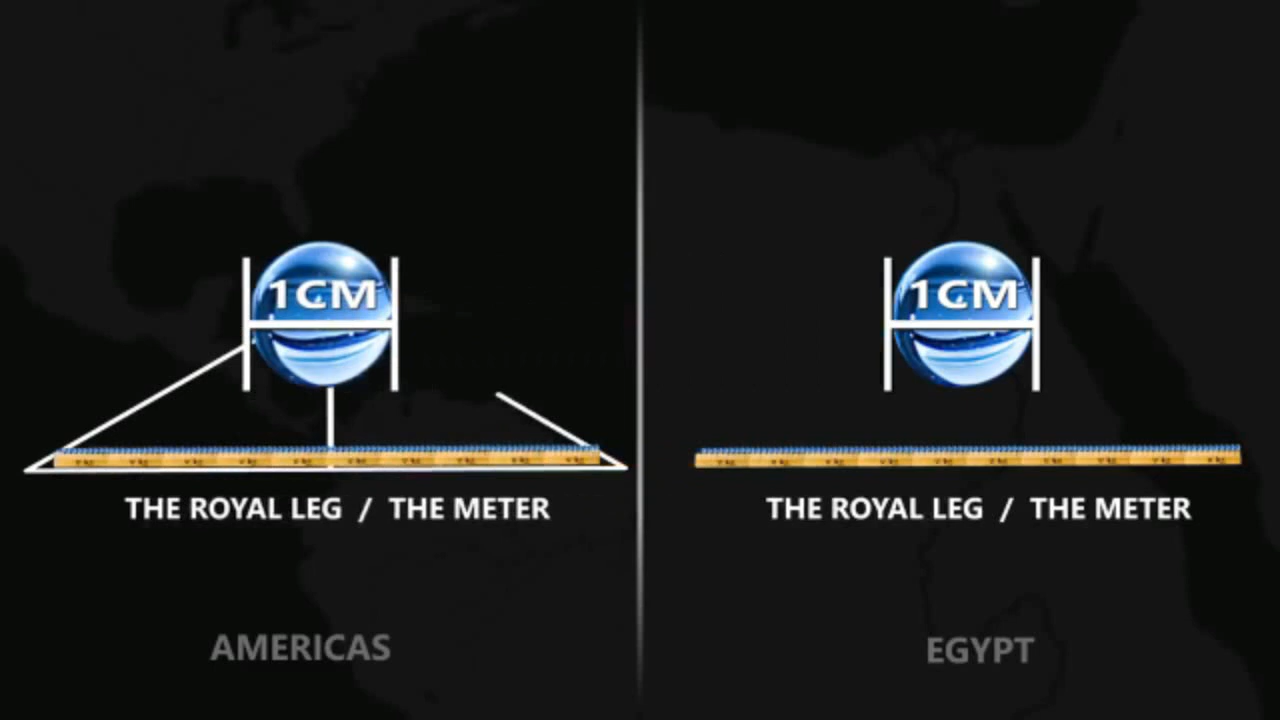 1CM
THE ROYAL LEG / THE METER
AMERICAS
1CM
THE ROYAL LEG / THE METER
EGYPT